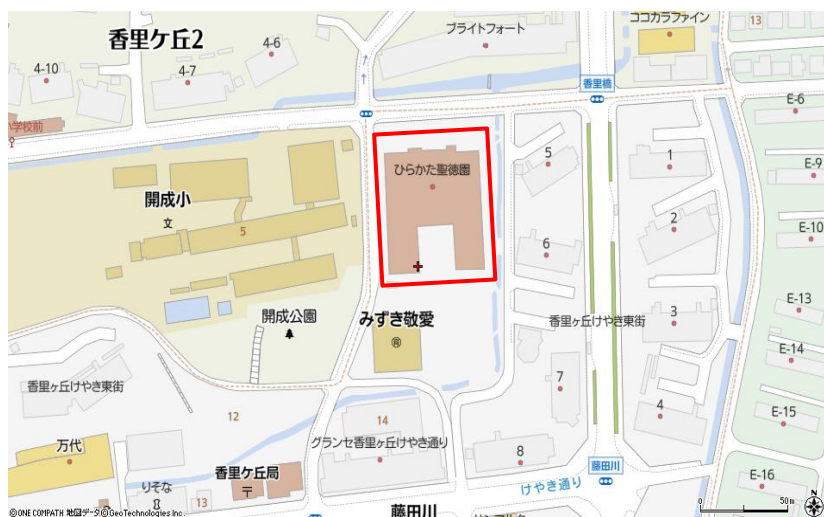 ココカラファイン
13
香里ケ丘2
4-6
ブライトフォート
4-10
4-7
香里橋
E-6
小学校前
5
1
E-9
ひらかた聖徳園
開成小
文
5
2
E-10
6
E-13
開成公園
みずき敬愛
3
香里ヶ丘けやき東街
E-14
7
香里ヶ丘けやき東街
12
14
4
E-15
万代
グランセ香里ヶ丘けやき通り
8
香里ケ丘局
藤田川
E-16
りそな
けやき通り
13
藤田川
N
0
50m
©ONE COMPATH 地図データ©GeoTechnologies Inc.